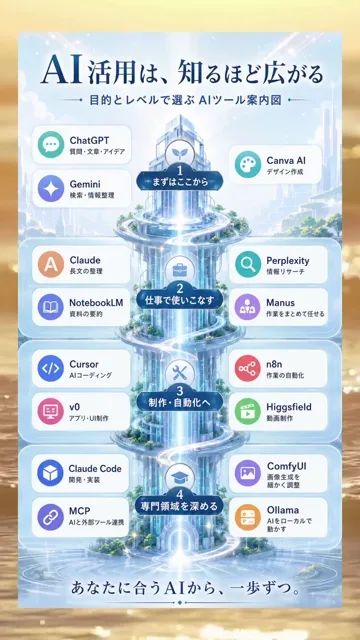 AI活用は、知るほど広がる
目的とレベルで選ぶ AIツール案内図
ChatGPT
質問・文章・アイデア
Gemini
検索・情報整理
1
まずはここから
Canva AI
デザイン作成
Claude
長文の整理
NotebookLM
資料の要約
2
仕事で使いこなす
Perplexity
情報リサーチ
Manus
作業をまとめて任せる
Cursor
AIコーディング
v0
アプリ・UI制作
3
制作・自動化へ
n8n
作業の自動化
Higgsfield
動画制作
Claude Code
開発・実装
MCP
AIと外部ツール連携
4
専門領域を深める
ComfyUI
画像生成を
細かく調整
Ollama
AIをローカルで
動かす
あなたに合うAIから、一歩ずつ。